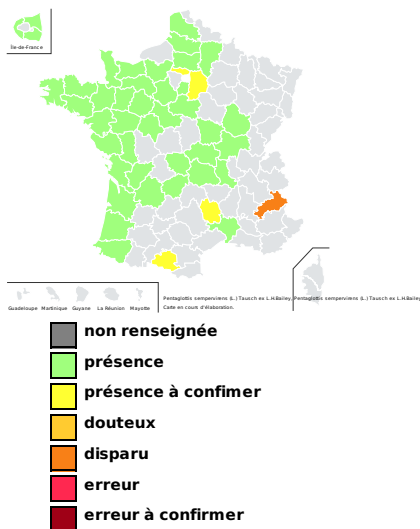 Île-de-France
Guadeloupe Martinique Guyane La Réunion Mayotte
Pentaglottis sempervirens (L.) Tausch ex L.H.Bailey, Pentaglottis sempervirens (L.) Tausch ex L.H.Bailey
Carte en cours d'élaboration.
non renseignée
présence
présence à confimer
douteux
disparu
erreur
erreur à confirmer